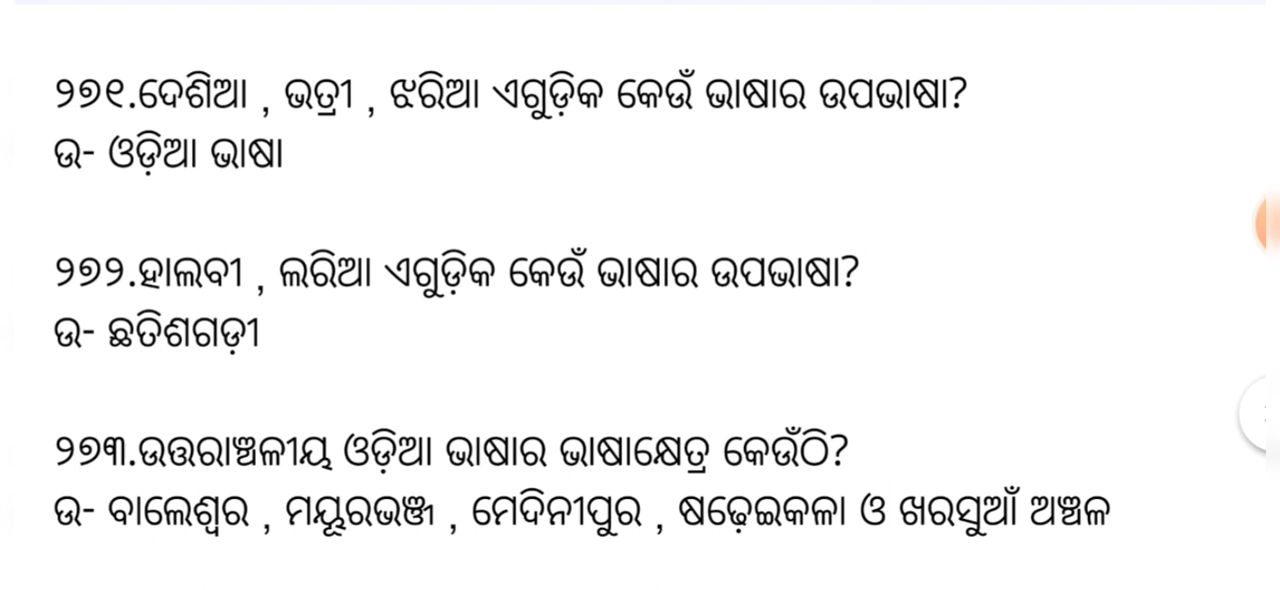 ୨୭୧.ଦେଶିଆ , ଭତ୍ରୀ , ଝରିଆ ଏଗୁଡ଼ିକ କେଉଁ ଭାଷାର ଉପଭାଷା?
ଉ- ଓଡ଼ିଆ ଭାଷା
୨୭୨.ହାଲବୀ , ଲରିଆ ଏଗୁଡ଼ିକ କେଉଁ ଭାଷାର ଉପଭାଷା?
ଉ- ଛତିଶଗଡ଼ୀ
୨୭୩.ଉତ୍ତରାଞ୍ଚଳୀୟ ଓଡ଼ିଆ ଭାଷାର ଭାଷାକ୍ଷେତ୍ର କେଉଁଠି?
ଉ- ବାଲେଶ୍ୱର , ମୟୂରଭଞ୍ଜ , ମେଦିନୀପୁର , ଷଢ଼େଇକଳା ଓ ଖରସୁଆଁ ଅଞ୍ଚଳ